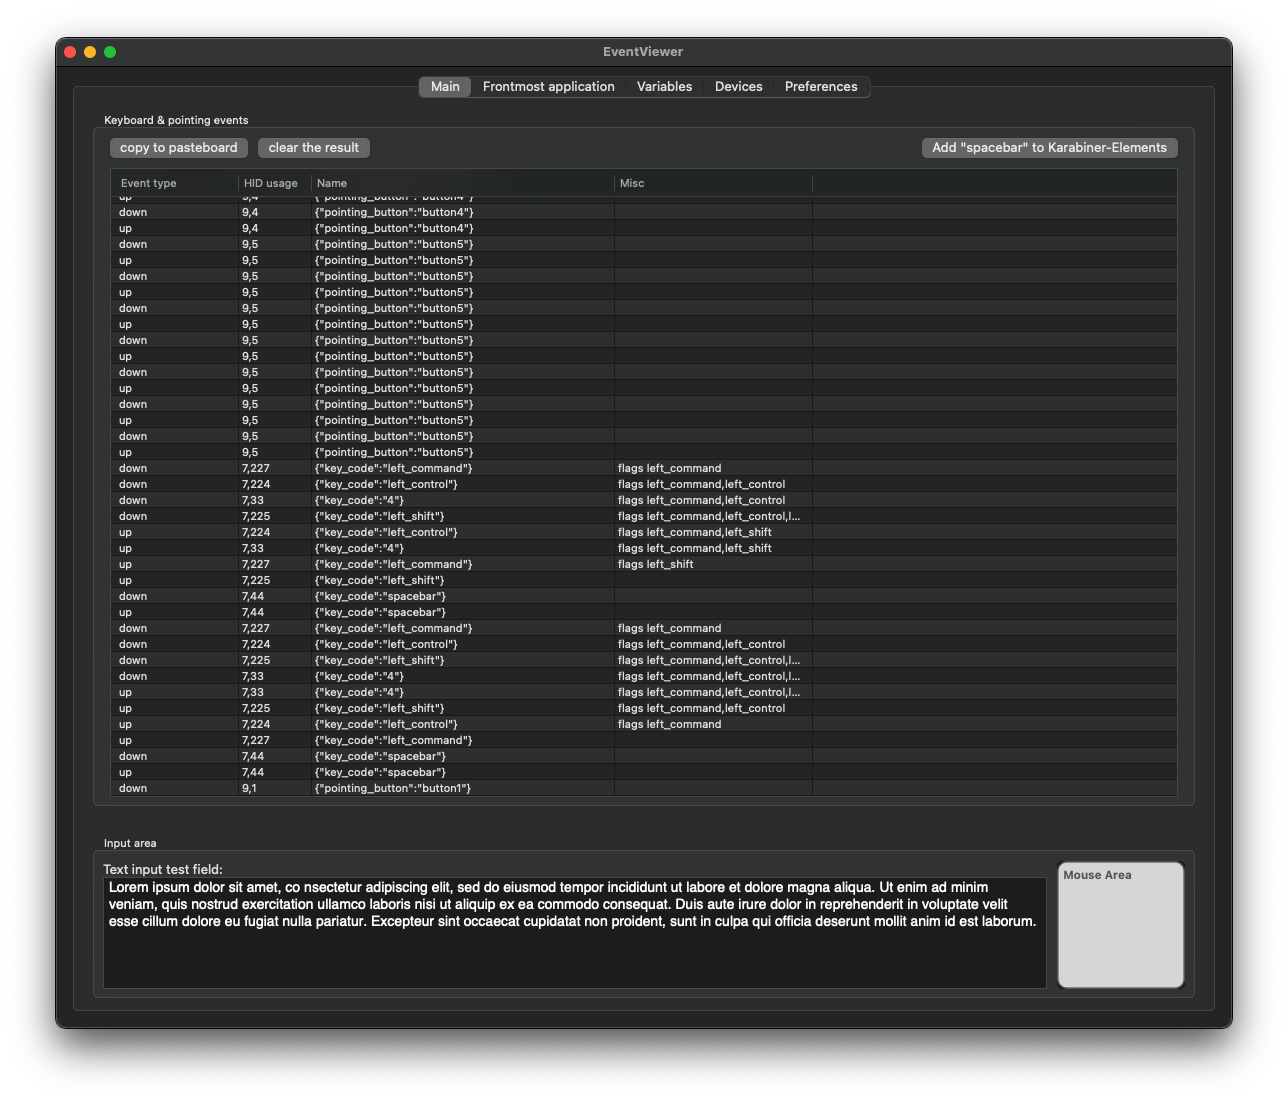 EventViewer
Main Frontmost application Variables Devices Preferences
Keyboard & pointing events
copy to pasteboard clear the result Add "spacebar" to Karabiner-Elements
Event type HID usage Name Misc
up 9,4 {"pointing_button":"button4"}
down 9,4 {"pointing_button":"button4"}
up 9,4 {"pointing_button":"button4"}
down 9,5 {"pointing_button":"button5"}
up 9,5 {"pointing_button":"button5"}
down 9,5 {"pointing_button":"button5"}
up 9,5 {"pointing_button":"button5"}
down 9,5 {"pointing_button":"button5"}
up 9,5 {"pointing_button":"button5"}
down 9,5 {"pointing_button":"button5"}
up 9,5 {"pointing_button":"button5"}
down 9,5 {"pointing_button":"button5"}
up 9,5 {"pointing_button":"button5"}
down 9,5 {"pointing_button":"button5"}
up 9,5 {"pointing_button":"button5"}
down 9,5 {"pointing_button":"button5"}
up 9,5 {"pointing_button":"button5"}
down 7,227 {"key_code":"left_command"} flags left_command
down 7,224 {"key_code":"left_control"} flags left_command,left_control
down 7,33 {"key_code":"4"} flags left_command,left_control
down 7,225 {"key_code":"left_shift"} flags left_command,left_control,l...
up 7,224 {"key_code":"left_control"} flags left_command,left_shift
up 7,33 {"key_code":"4"} flags left_command,left_shift
up 7,227 {"key_code":"left_command"} flags left_shift
up 7,225 {"key_code":"left_shift"}
down 7,44 {"key_code":"spacebar"}
up 7,44 {"key_code":"spacebar"}
down 7,227 {"key_code":"left_command"} flags left_command
down 7,224 {"key_code":"left_control"} flags left_command,left_control
down 7,225 {"key_code":"left_shift"} flags left_command,left_control,l...
down 7,33 {"key_code":"4"} flags left_command,left_control,l...
up 7,33 {"key_code":"4"} flags left_command,left_control,l...
up 7,225 {"key_code":"left_shift"} flags left_command,left_control
up 7,224 {"key_code":"left_control"} flags left_command
up 7,227 {"key_code":"left_command"}
down 7,44 {"key_code":"spacebar"}
up 7,44 {"key_code":"spacebar"}
down 9,1 {"pointing_button":"button1"}
Input area
Text input test field:
Lorem ipsum dolor sit amet, co nsectetur adipiscing elit, sed do eiusmod tempor incididunt ut labore et dolore magna aliqua. Ut enim ad minim
veniam, quis nostrud exercitation ullamco laboris nisi ut aliquip ex ea commodo consequat. Duis aute irure dolor in reprehenderit in voluptate velit
esse cillum dolore eu fugiat nulla pariatur. Excepteur sint occaecat cupidatat non proident, sunt in culpa qui officia deserunt mollit anim id est laborum.
Mouse Area